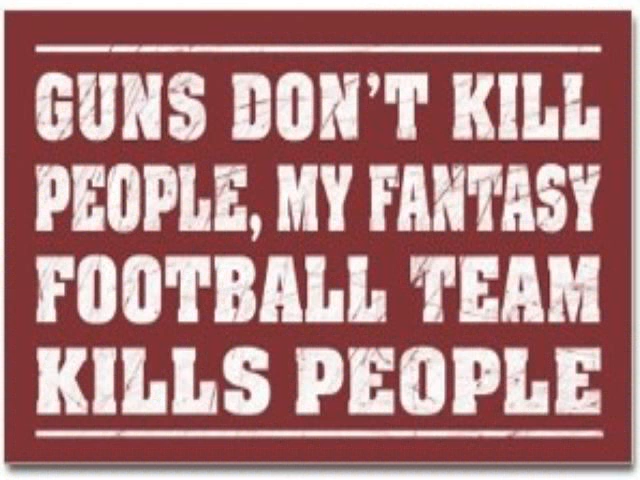 GUNS DON'T KILL
PEOPLE, MY FANTASY
FOOTBALL TEAM
KILLS PEOPLE